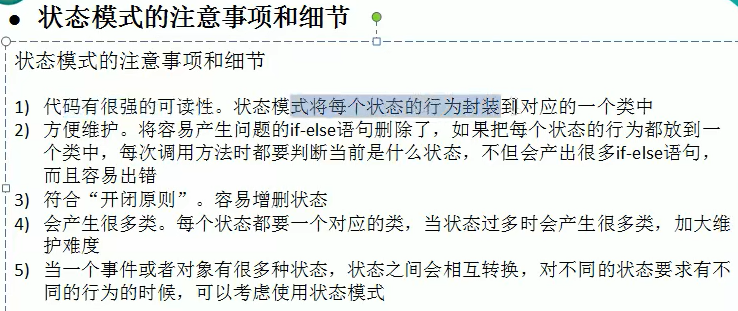 ● 状态模式的注意事项和细节
状态模式的注意事项和细节
1) 代码有很强的可读性。状态模式将每个状态的行为封装到对应的一个类中
2) 方便维护。将容易产生问题的if-else语句删除了，如果把每个状态的行为都放到一
个类中，每次调用方法时都要判断当前是什么状态，不但会产出很多if-else语句，
而且容易出错
3) 符合“开闭原则”。容易增删状态
4) 会产生很多类。每个状态都要一个对应的类，当状态过多时会产生很多类，加大维
护难度
5) 当一个事件或者对象有很多种状态，状态之间会相互转换，对不同的状态要求有不
同的行为的时候，可以考虑使用状态模式